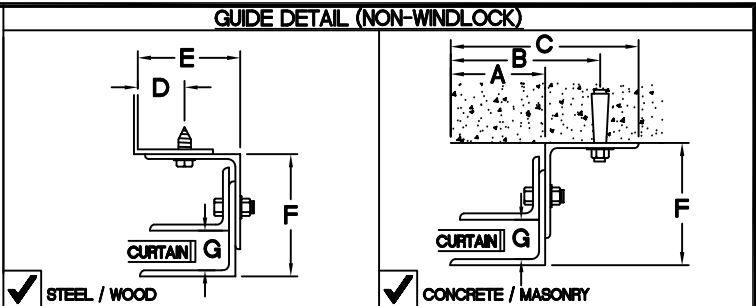 GUIDE DETAIL (NON-WINDLOCK)
E
D
F
CURTAIN
G
STEEL / WOOD
C
B
A
F
CURTAIN
G
CONCRETE / MASONRY